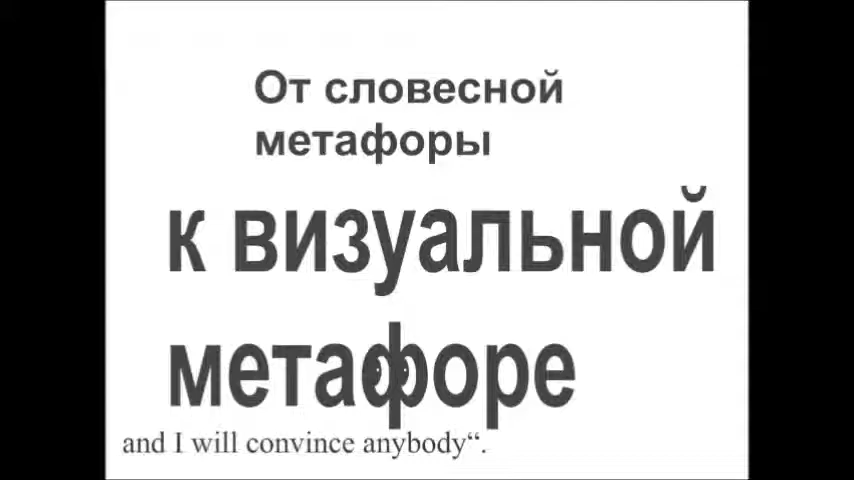 От словесной
метафоры
к визуальной
метафоре
and I will convince anybody“.